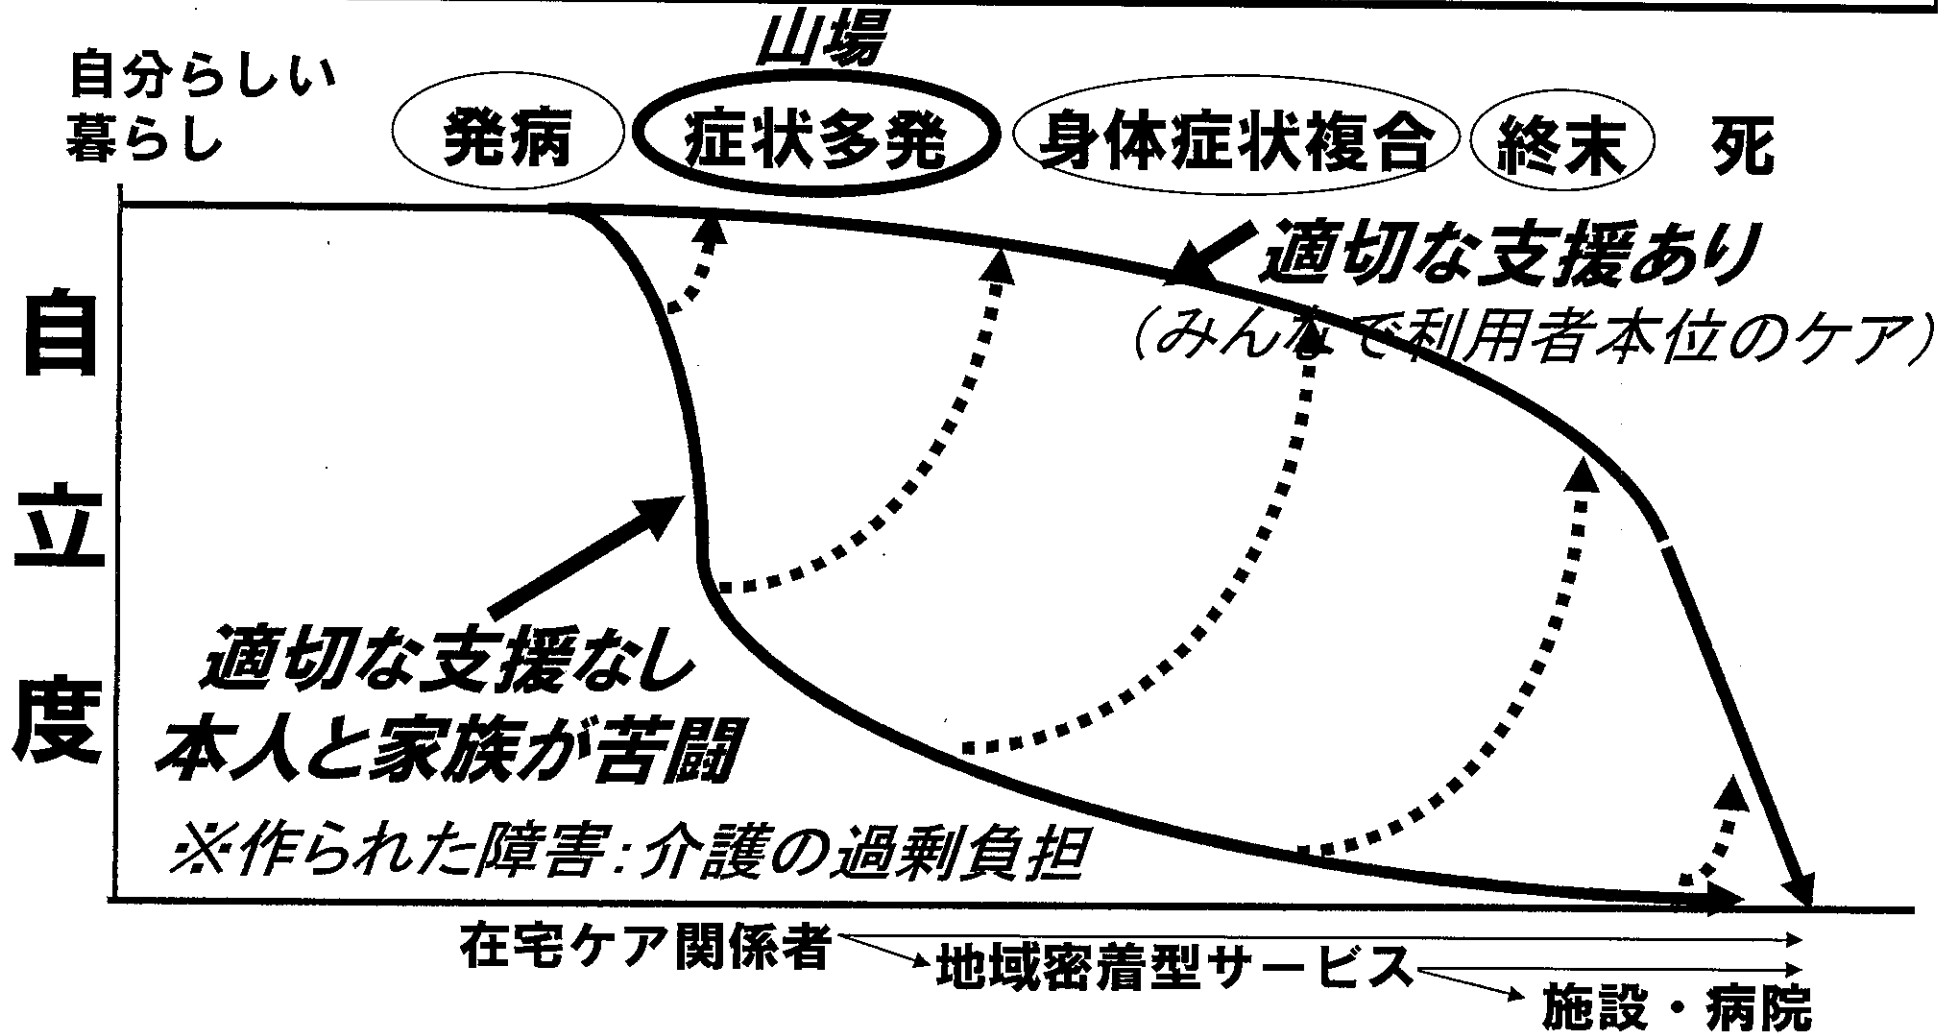 山場
自分らしい
暮らし
発病
症状多発
身体症状複合
終末
死
適切な支援あり
（みんなで利用者本位のケア）
自立度
適切な支援なし
本人と家族が苦闘
※作られた障害：介護の過剰負担
在宅ケア関係者
地域密着型サービス
施設・病院